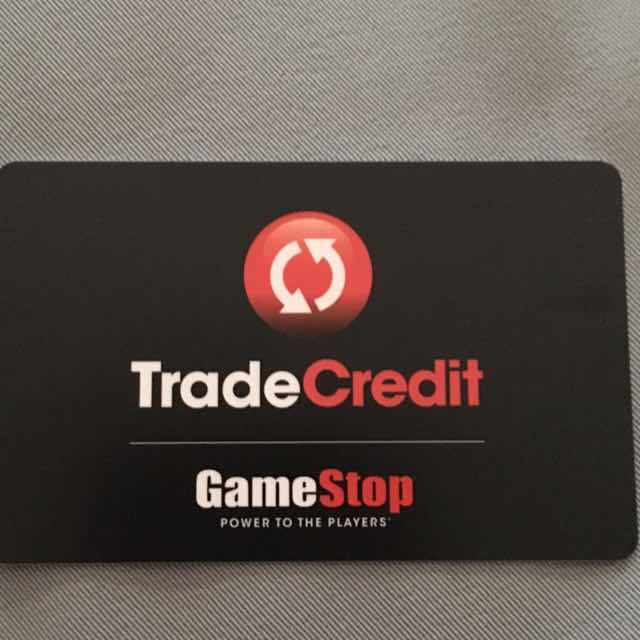 TradeCredit
GameStop
POWER TO THE PLAYERS®